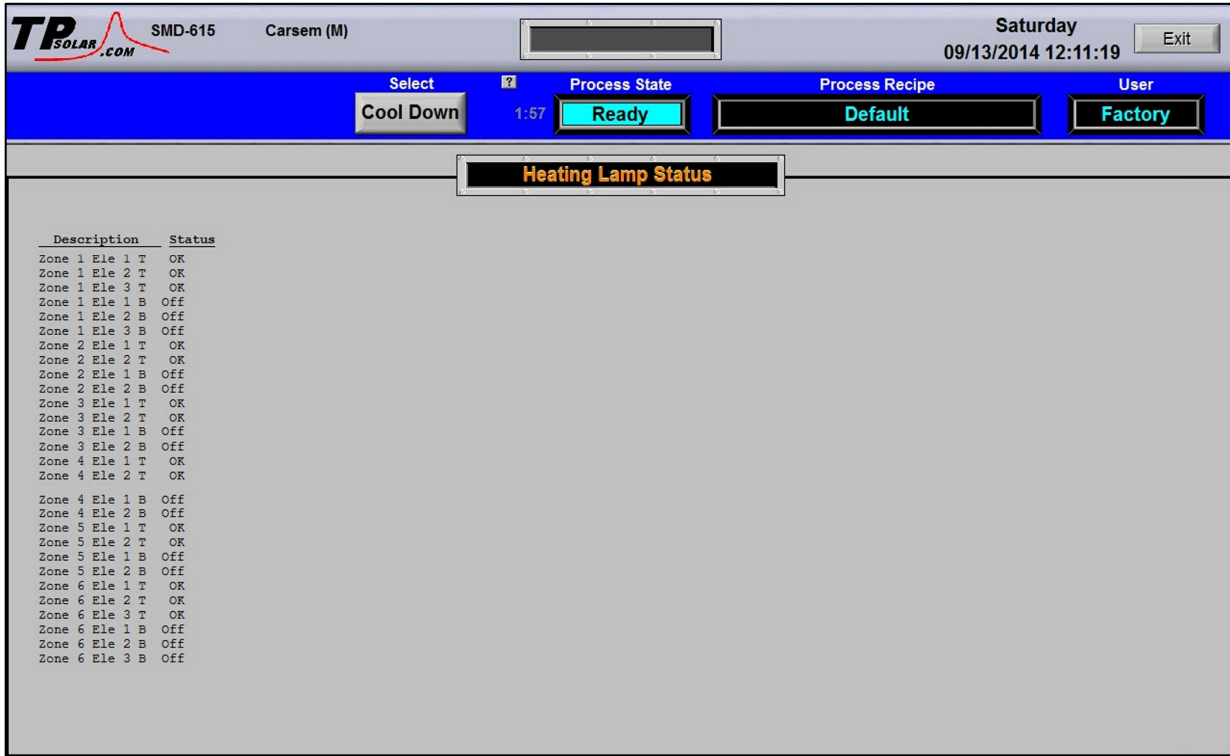 TP SOLAR .COM SMD-615 Carsem (M) Saturday
09/13/2014 12:11:19 Exit
Select ? Process State Process Recipe User
Cool Down 1:57 Ready Default Factory
Heating Lamp Status
Description Status
Zone 1 Ele 1 T OK
Zone 1 Ele 2 T OK
Zone 1 Ele 3 T OK
Zone 1 Ele 1 B Off
Zone 1 Ele 2 B Off
Zone 1 Ele 3 B Off
Zone 2 Ele 1 T OK
Zone 2 Ele 2 T OK
Zone 2 Ele 1 B Off
Zone 2 Ele 2 B Off
Zone 3 Ele 1 T OK
Zone 3 Ele 2 T OK
Zone 3 Ele 1 B Off
Zone 3 Ele 2 B Off
Zone 4 Ele 1 T OK
Zone 4 Ele 2 T OK
Zone 4 Ele 1 B Off
Zone 4 Ele 2 B Off
Zone 5 Ele 1 T OK
Zone 5 Ele 2 T OK
Zone 5 Ele 1 B Off
Zone 5 Ele 2 B Off
Zone 6 Ele 1 T OK
Zone 6 Ele 2 T OK
Zone 6 Ele 3 T OK
Zone 6 Ele 1 B Off
Zone 6 Ele 2 B Off
Zone 6 Ele 3 B Off